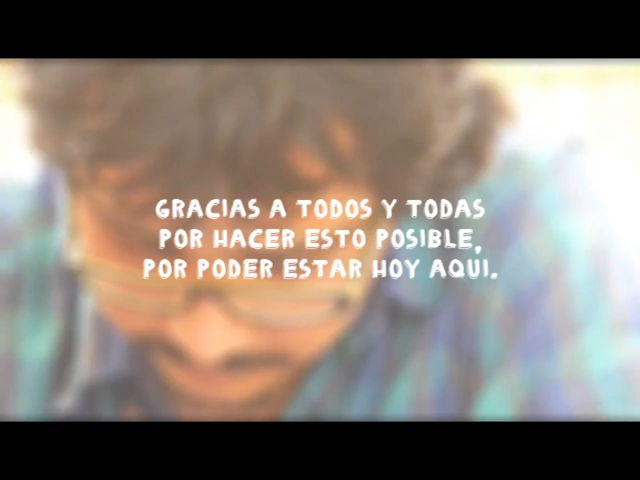 GRACIAS A TODOS Y TODAS
POR HACER ESTO POSIBLE,
POR PODER ESTAR HOY AQUI.